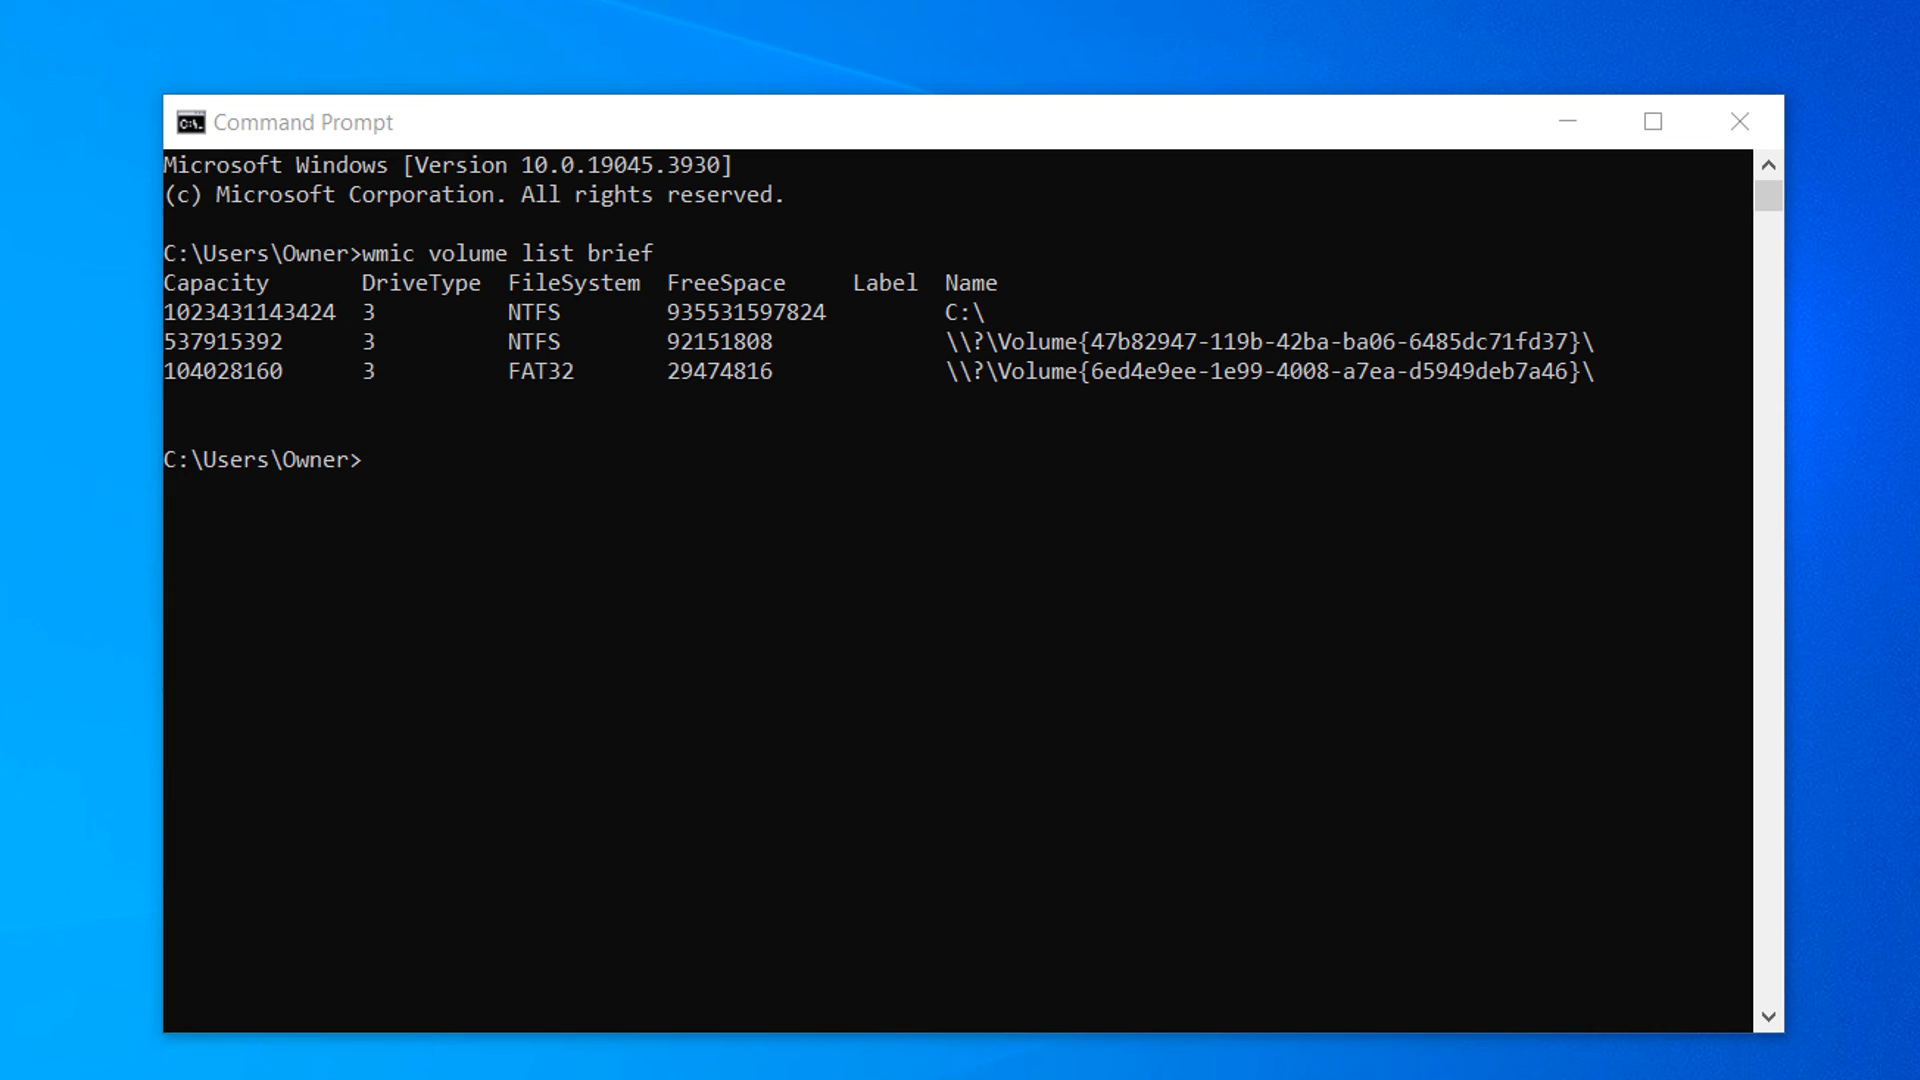 Command Prompt
Microsoft Windows [Version 10.0.19045.3930]
(c) Microsoft Corporation. All rights reserved.
C:\Users\Owner>wmic volume list brief
Capacity       DriveType  FileSystem  FreeSpace     Label  Name
1023431143424  3          NTFS        935531597824         C:\
537915392      3          NTFS        92151808             \\?\Volume{47b82947-119b-42ba-ba06-6485dc71fd37}\
104028160      3          FAT32       29474816             \\?\Volume{6ed4e9ee-1e99-4008-a7ea-d5949deb7a46}\
C:\Users\Owner>